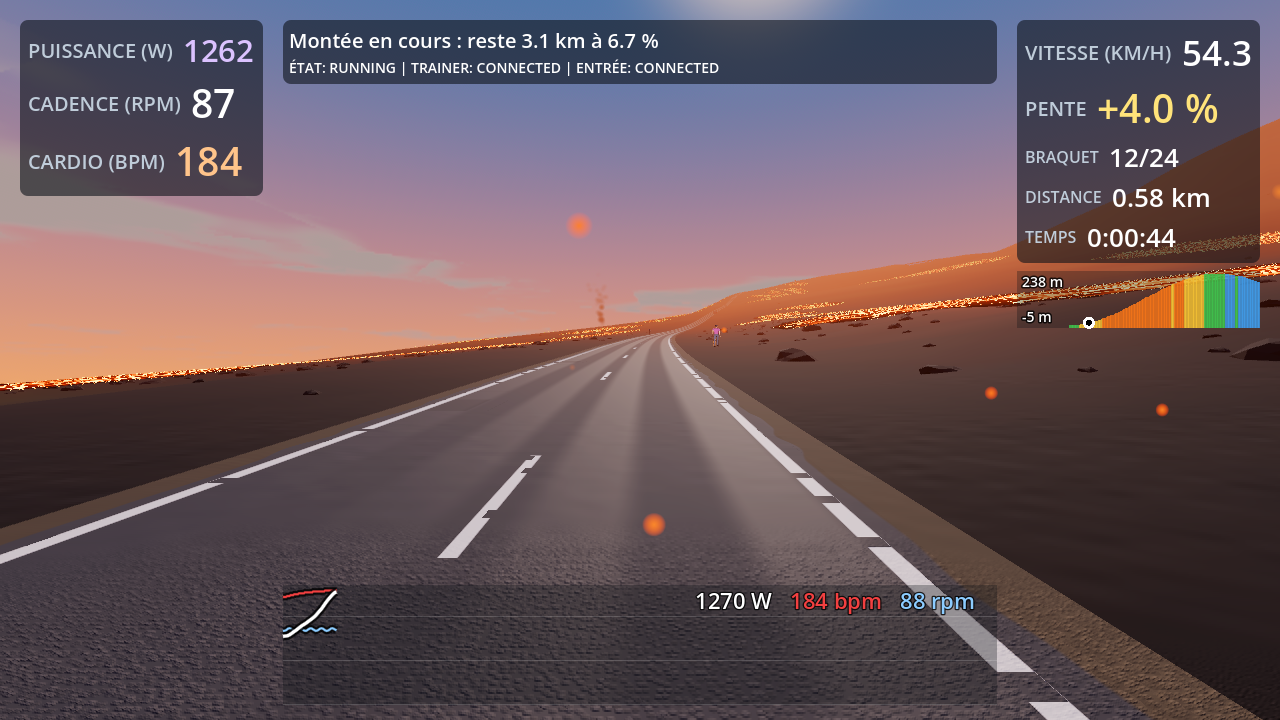 PUISSANCE (W) 1262
CADENCE (RPM) 87
CARDIO (BPM) 184
Montée en cours : reste 3.1 km à 6.7 %
ÉTAT: RUNNING | TRAINER: CONNECTED | ENTRÉE: CONNECTED
VITESSE (KM/H) 54.3
PENTE +4.0 %
BRAQUET 12/24
DISTANCE 0.58 km
TEMPS 0:00:44
238 m
-5 m
1270 W 184 bpm 88 rpm